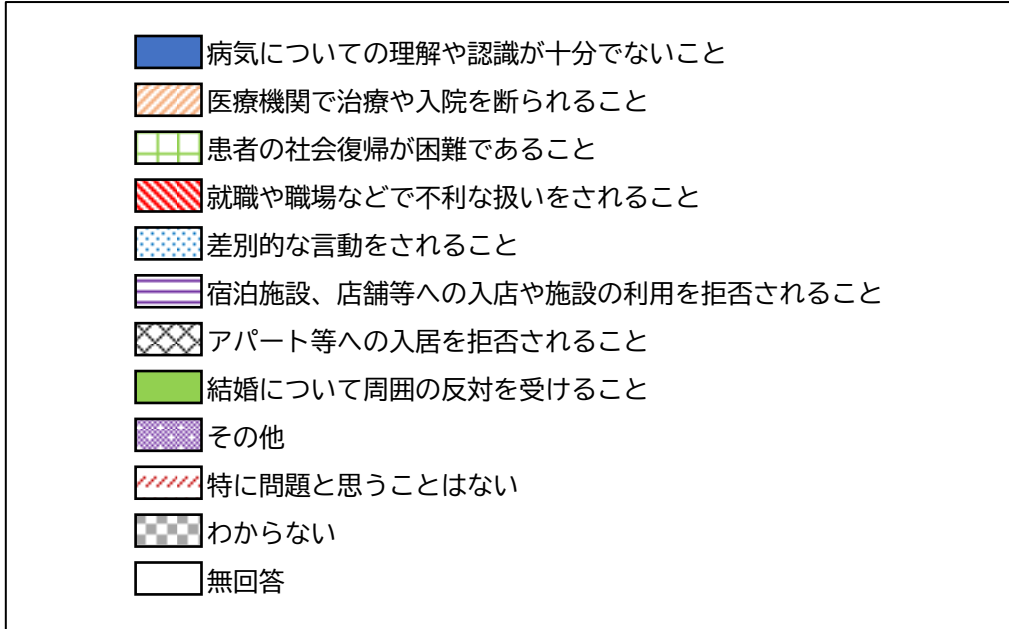 病気についての理解や認識が十分でないこと
医療機関で治療や入院を断られること
患者の社会復帰が困難であること
就職や職場などで不利な扱いをされること
差別的な言動をされること
宿泊施設、店舗等への入店や施設の利用を拒否されること
アパート等への入居を拒否されること
結婚について周囲の反対を受けること
その他
特に問題と思うことはない
わからない
無回答